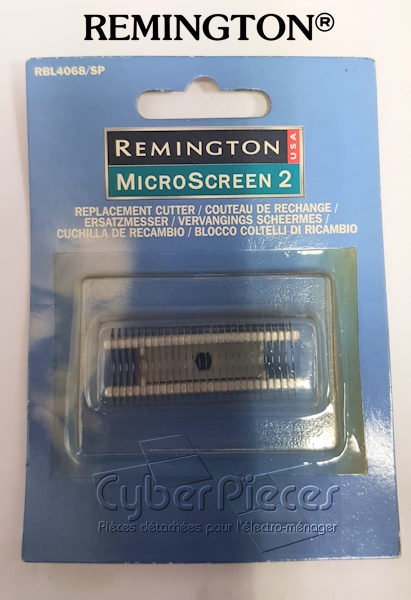 REMINGTON®
RBL4068/SP
REMINGTON USA
MICROSCREEN 2
REPLACEMENT CUTTER / COUTEAU DE RECHANGE /
ERSATZMESSER / VERVANGINGS SCHEERMES /
CUCHILLA DE RECAMBIO / BLOCCO COLTELLI DI RICAMBIO
CyberPieces
Pièces détachées pour l'électro-ménager